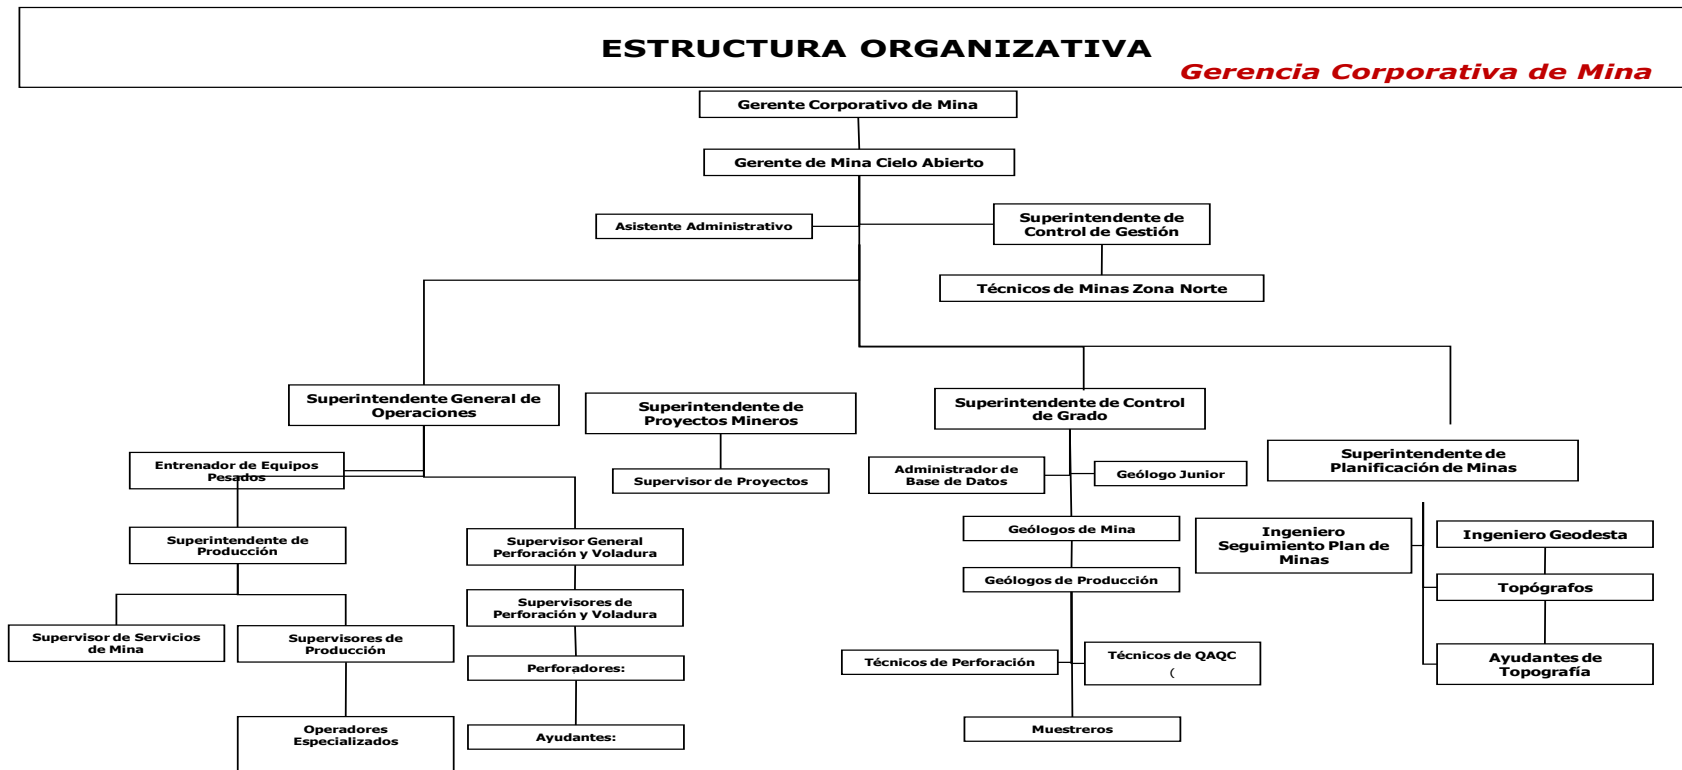 ESTRUCTURA ORGANIZATIVA
Gerencia Corporativa de Mina
Gerente Corporativo de Mina
Gerente de Mina Cielo Abierto
Asistente Administrativo
Superintendente de
Control de Gestión
Técnicos de Minas Zona Norte
Superintendente General de
Operaciones
Superintendente de
Proyectos Mineros
Superintendente de Control
de Grado
Superintendente de
Planificación de Minas
Entrenador de Equipos
Pesados
Supervisor de Proyectos
Administrador de
Base de Datos
Geólogo Junior
Superintendente de
Producción
Supervisor General
Perforación y Voladura
Geólogos de Mina
Ingeniero
Seguimiento Plan de
Minas
Ingeniero Geodesta
Geólogos de Producción
Topógrafos
Supervisores de
Perforación y Voladura
Supervisor de Servicios
de Mina
Supervisores de
Producción
Perforadores:
Técnicos de Perforación
Técnicos de QAQC
(
Ayudantes de
Topografía
Operadores
Especializados
Ayudantes:
Muestreros